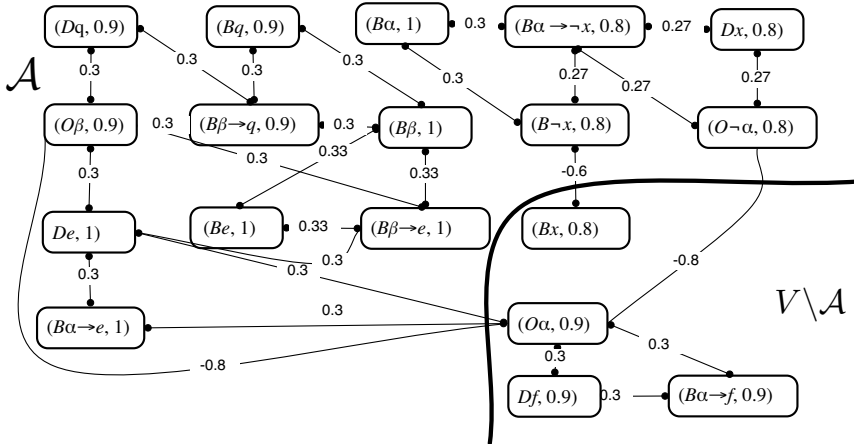 (Dq, 0.9)
(Bq, 0.9)
(Bα, 1)
0.3
(Bα→¬x, 0.8)
0.27
Dx, 0.8)
𝒜
0.3
0.3
0.3
0.3
0.3
0.27
0.27
0.27
(Oβ, 0.9)
0.3
(Bβ→q, 0.9)
0.3
(Bβ, 1)
(B¬x, 0.8)
(O¬α, 0.8)
0.3
0.3
0.33
0.33
-0.6
De, 1)
(Be, 1)
0.33
(Bβ→e, 1)
(Bx, 0.8)
0.3
0.3
0.3
-0.8
(Bα→e, 1)
0.3
(Oα, 0.9)
V\𝒜
-0.8
0.3
0.3
Df, 0.9)
0.3
(Bα→f, 0.9)